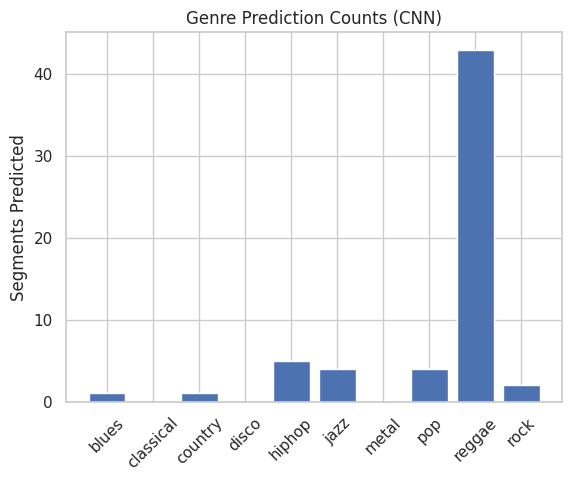 Genre Prediction Counts (CNN)
Segments Predicted
40
30
20
10
0
blues
classical
country
disco
hiphop
jazz
metal
pop
reggae
rock